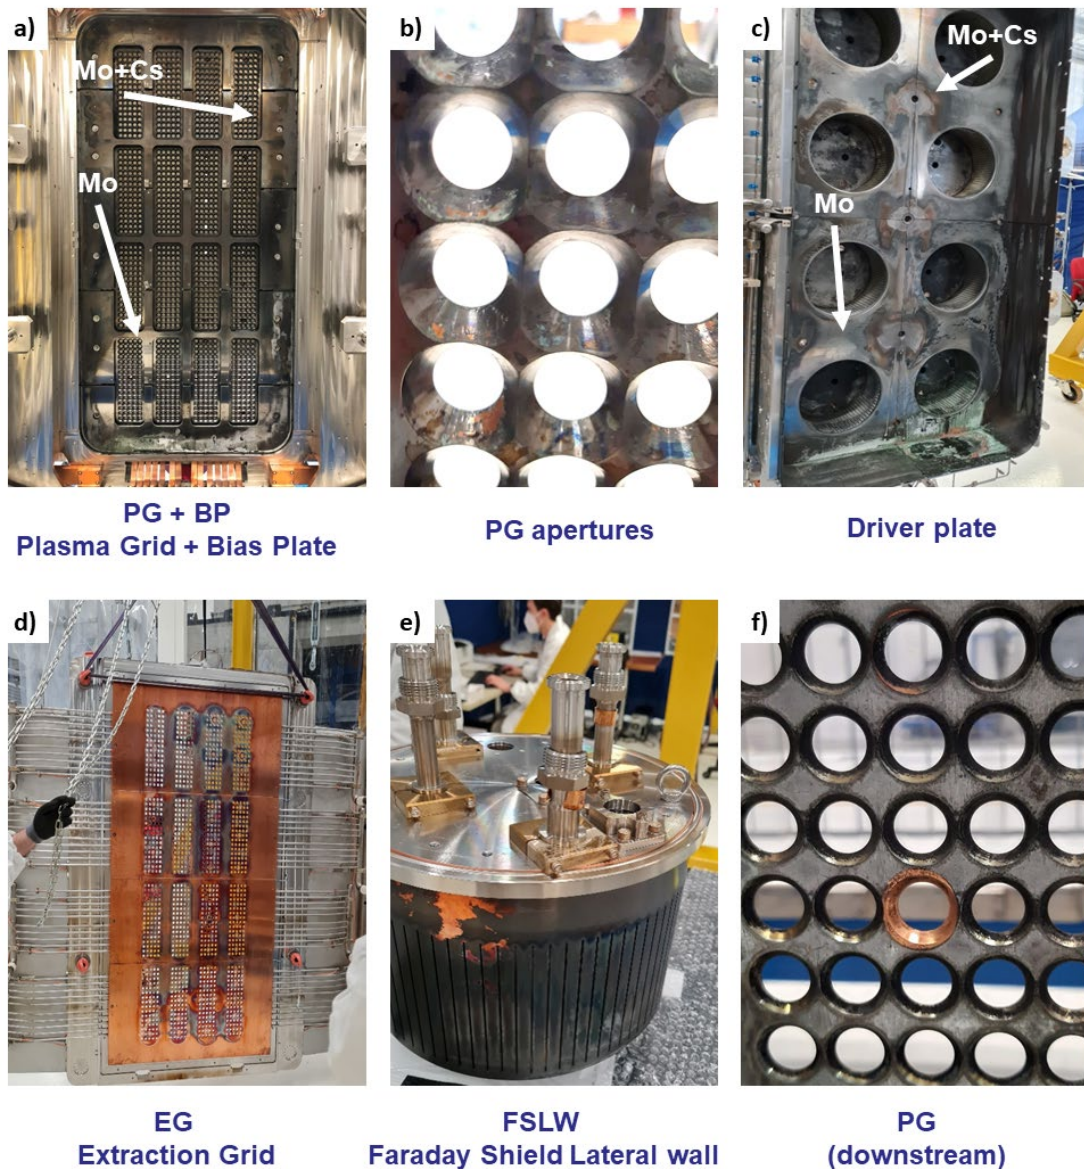 a)
Mo+Cs
Mo
b)
c)
Mo+Cs
Mo
PG + BP
Plasma Grid + Bias Plate
PG apertures
Driver plate
d)
e)
f)
EG
Extraction Grid
FSLW
Faraday Shield Lateral wall
PG
(downstream)